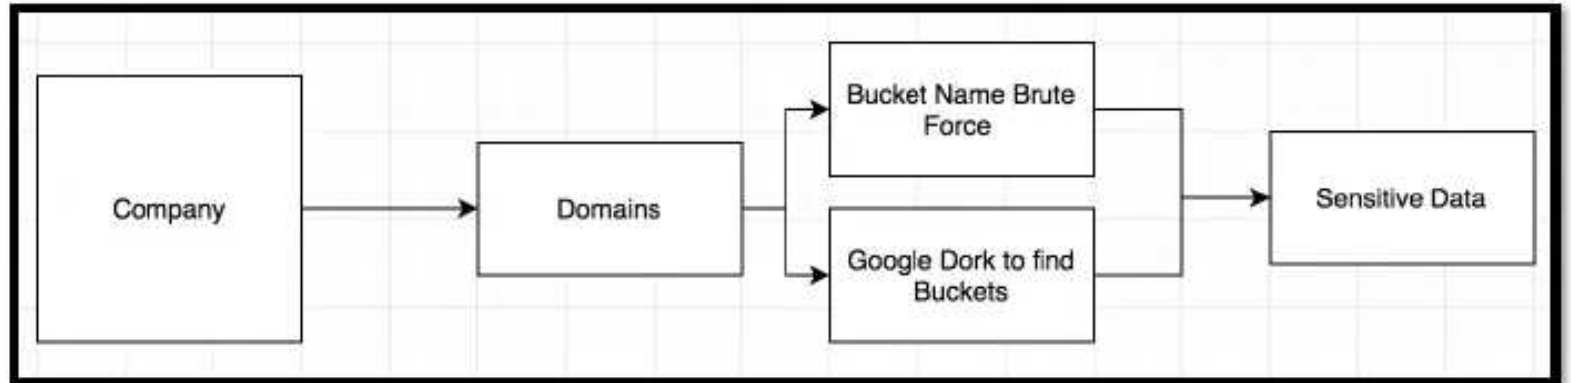 Company
Domains
Bucket Name Brute
Force
Google Dork to find
Buckets
Sensitive Data